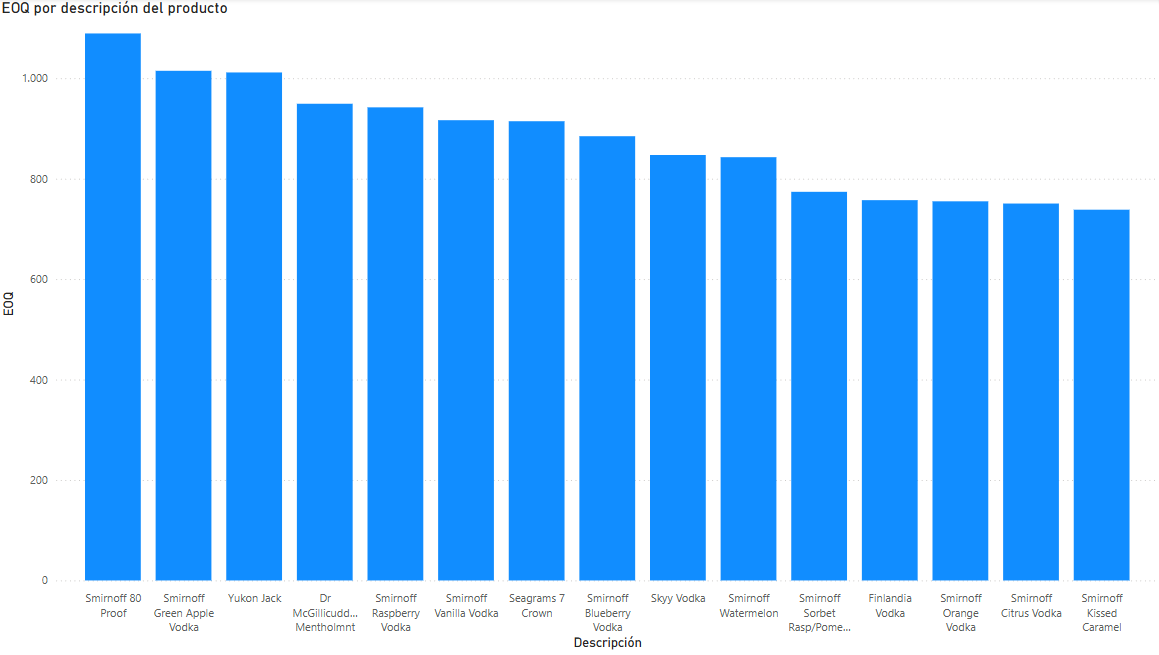 EOQ por descripción del producto
1.000
800
600
400
200
0
EOQ
Smirnoff 80
Proof
Smirnoff
Green Apple
Vodka
Yukon Jack
Dr
McGillicudd...
Mentholmnt
Smirnoff
Raspberry
Vodka
Smirnoff
Vanilla Vodka
Seagrams 7
Crown
Smirnoff
Blueberry
Vodka
Skyy Vodka
Smirnoff
Watermelon
Smirnoff
Sorbet
Rasp/Pome...
Finlandia
Vodka
Smirnoff
Orange
Vodka
Smirnoff
Citrus Vodka
Smirnoff
Kissed
Caramel
Descripción